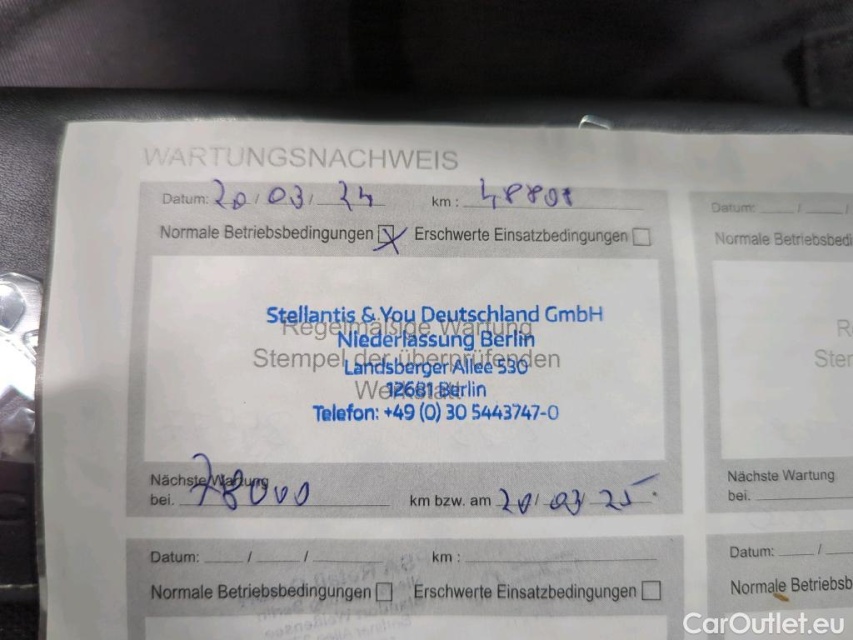 WARTUNGSNACHWEIS
Datum: 20/03/24 km: 48801
Normale Betriebsbedingungen Erschwerte Einsatzbedingungen
Regelmäßige Wartung
Stempel der überprüfenden
Werkstatt
Stellantis & You Deutschland GmbH
Niederlassung Berlin
Landsberger Allee 530
12681 Berlin
Telefon: +49 (0) 30 5443747-0
Nächste Wartung
bei. 78000 km bzw. am 20/03/25
Datum: / / km:
Normale Betriebsbedingungen Erschwerte Einsatzbedingungen
Datum: / /
Normale Betriebsbedi
R
Ster
Nächste Wartung
bei.
Datum: /
Normale Betriebsb
CarOutlet.eu